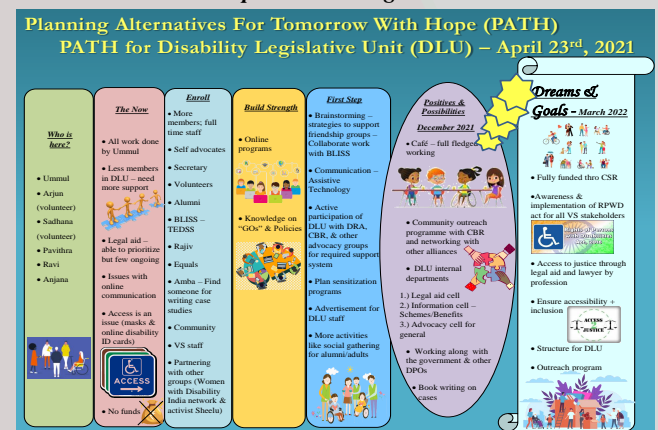 Planning Alternatives For Tomorrow With Hope (PATH)
PATH for Disability Legislative Unit (DLU) – April 23rd, 2021
Who is
here?
• Ummul
• Arjun
(volunteer)
• Sadhana
(volunteer)
• Pavithra
• Ravi
• Anjana
The Now
• All work done
by Ummul
• Less members
in DLU – need
more support
• Legal aid –
able to prioritize
but few ongoing
• Issues with
online
communication
• Access is an
issue (masks &
online disability
ID cards)
ACCESS
• No funds
Enroll
• More
members; full
time staff
• Self advocates
• Secretary
• Volunteers
• Alumni
• BLISS –
TEDSS
• Rajiv
• Equals
• Amba – Find
someone for
writing case
studies
• Community
• VS staff
• Partnering
with other
groups (Women
with Disability
India network &
activist Sheelu)
Build Strength
• Online
programs
• Knowledge on
"GOs" & Policies
First Step
• Brainstorming –
strategies to support
friendship groups –
Collaborate work
with BLISS
• Communication –
Assistive
Technology
• Active
participation of
DLU with DRA,
CBR, & other
advocacy groups
for required support
system
• Plan sensitization
programs
• Advertisement for
DLU staff
• More activities
like social gathering
for alumni/adults
Positives &
Possibilities
December 2021
• Café – full fledged
working
• Community outreach
programme with CBR
and networking with
other alliances
• DLU internal
departments
1.) Legal aid cell
2.) Information cell –
Schemes/Benefits
3.) Advocacy cell for
general
• Working along with
the government & other
DPOs
• Book writing on
cases
Dreams &
Goals - March 2022
• Fully funded thro CSR
•Awareness &
implementation of RPWD
act for all VS stakeholders
• Access to justice through
legal aid and lawyer by
profession
• Ensure accessibility +
inclusion
ACCESS
JUSTICE
• Structure for DLU
• Outreach program